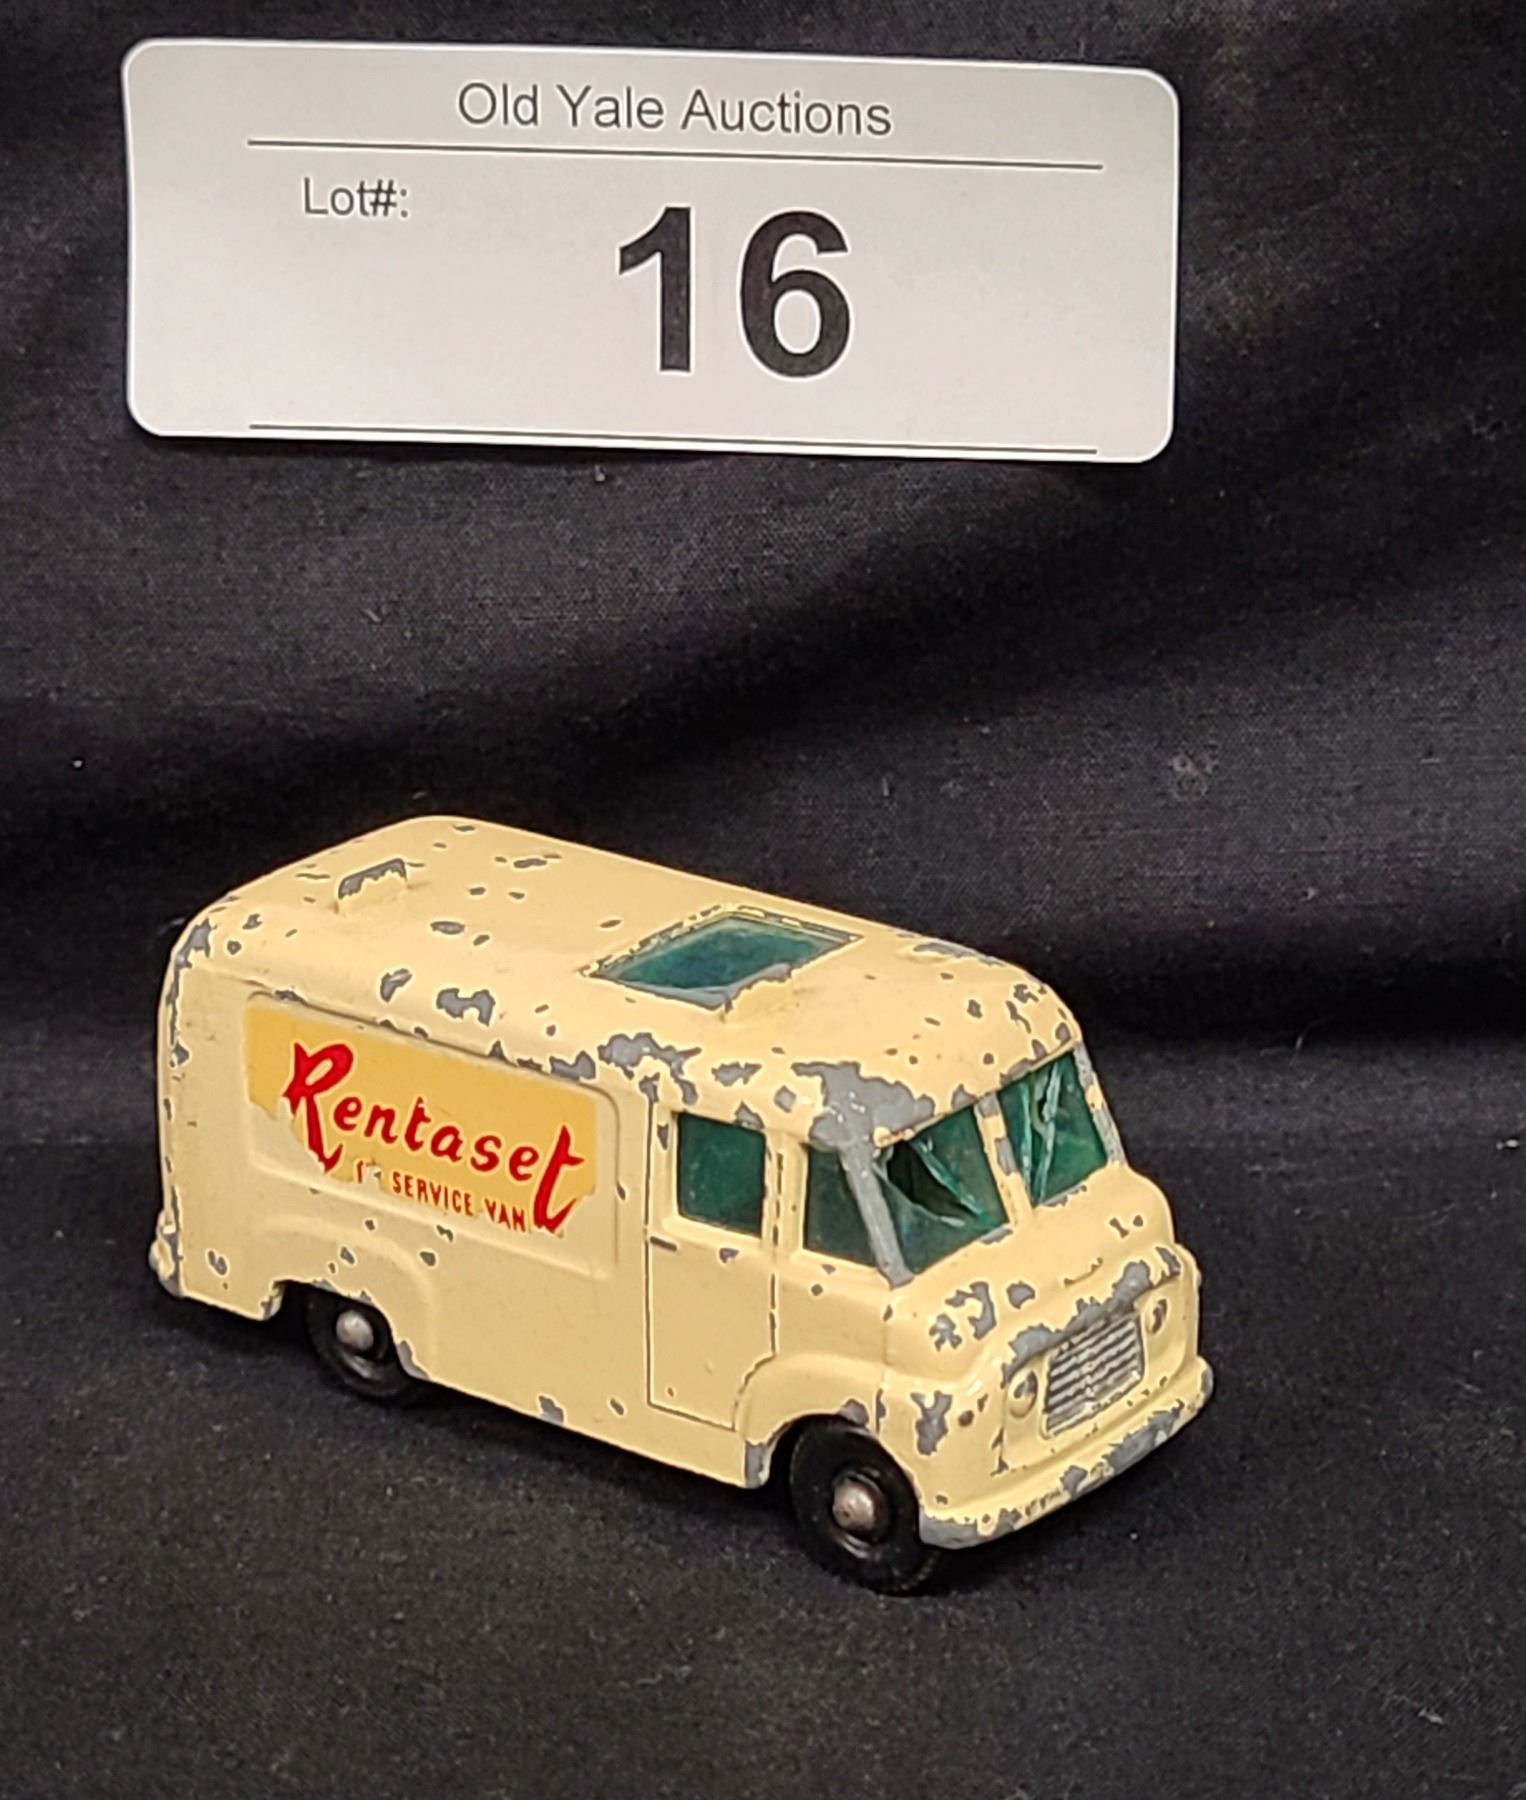 Old Yale Auctions
Lot#:
16
Rentaset
SERVICE VAN